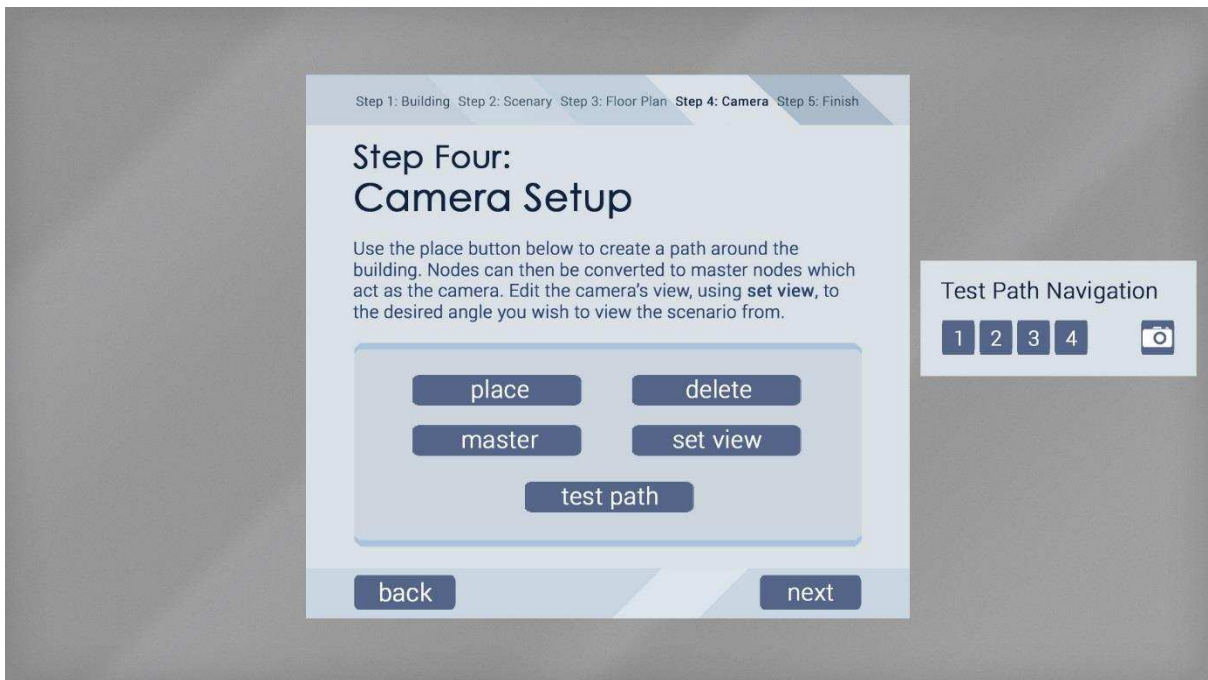 Step 1: Building Step 2: Scenary Step 3: Floor Plan Step 4: Camera Step 5: Finish
Step Four:
Camera Setup
Use the place button below to create a path around the
building. Nodes can then be converted to master nodes which
act as the camera. Edit the camera's view, using set view, to
the desired angle you wish to view the scenario from.
place delete
master set view
test path
back next
Test Path Navigation
1 2 3 4